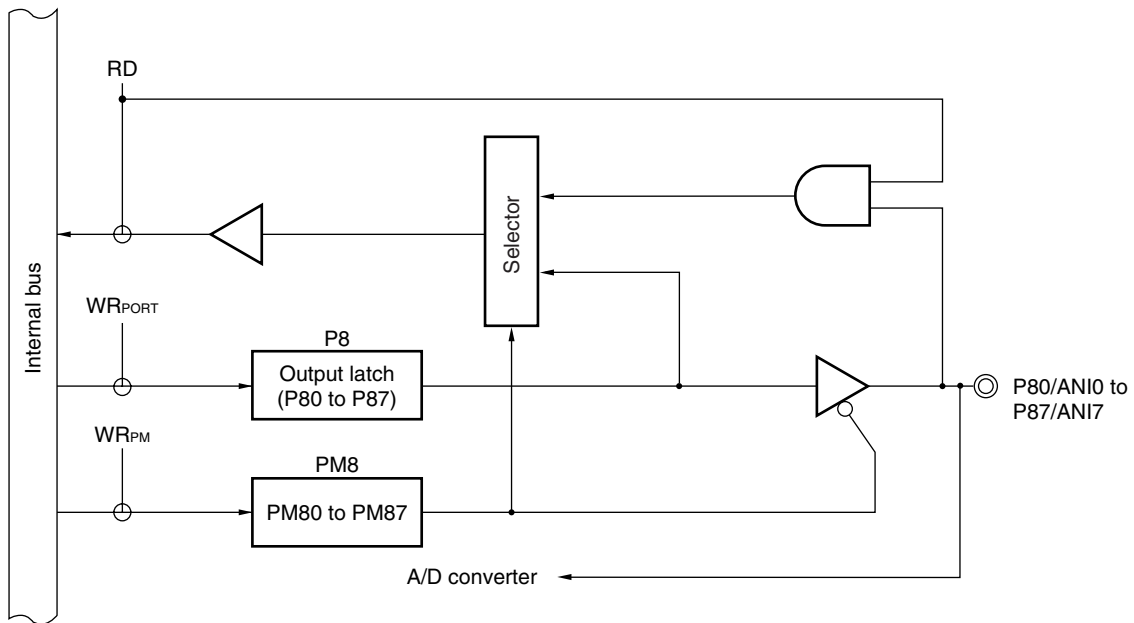 RD
Selector
Internal bus
WRPORT
P8
Output latch
(P80 to P87)
P80/ANI0 to
P87/ANI7
WRPM
PM8
PM80 to PM87
A/D converter